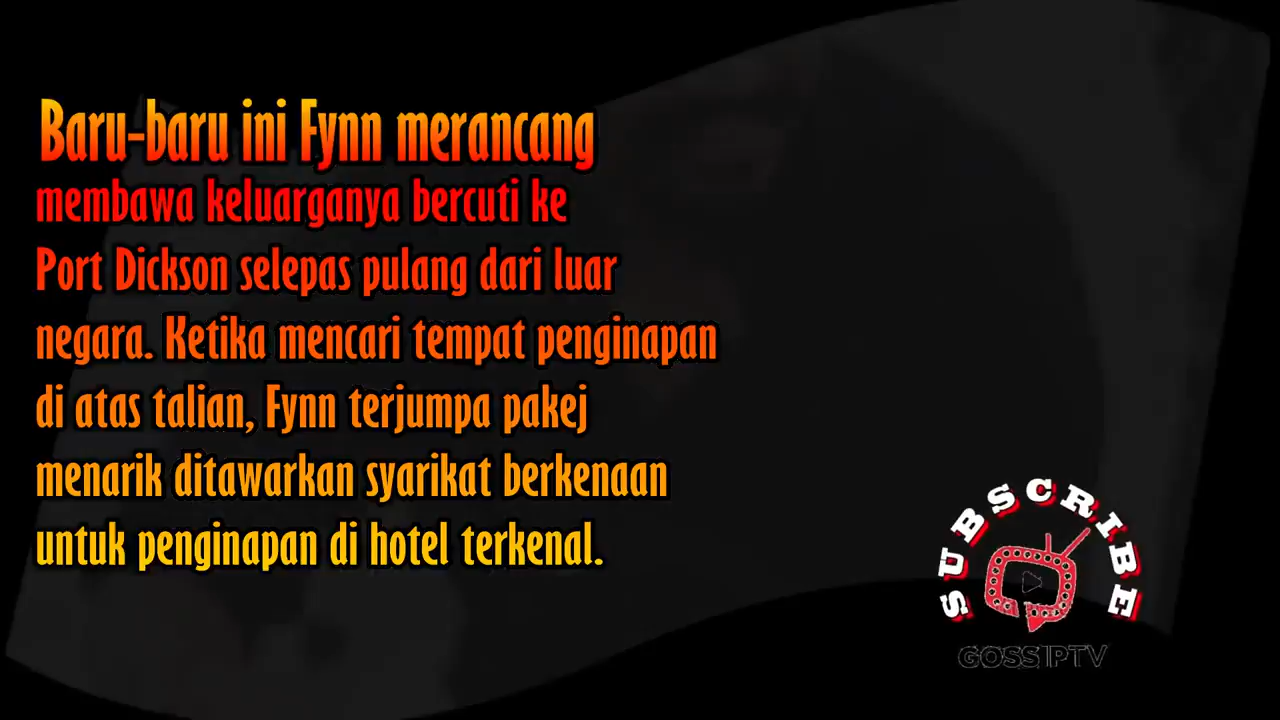 Baru-baru ini Fynn merancang
membawa keluarganya bercuti ke
Port Dickson selepas pulang dari luar
negara. Ketika mencari tempat penginapan
di atas talian, Fynn terjumpa pakej
menarik ditawarkan syarikat berkenaan
untuk penginapan di hotel terkenal.
SUBSCRIBE
GOSSIPTV